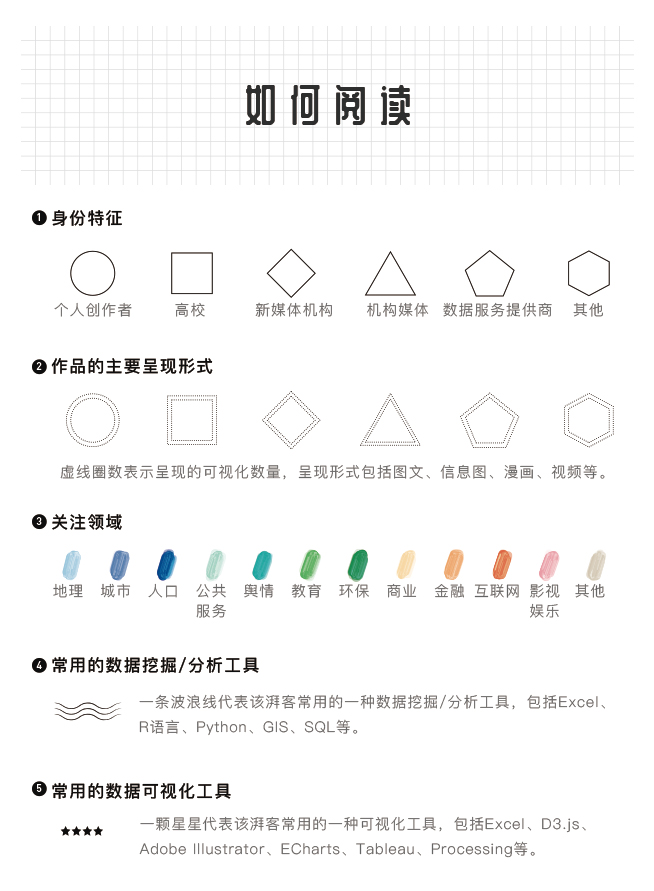 如何阅读
1 身份特征
个人创作者 高校 新媒体机构 机构媒体 数据服务提供商 其他
2 作品的主要呈现形式
虚线圈数表示呈现的可视化数量，呈现形式包括图文、信息图、漫画、视频等。
3 关注领域
地理 城市 人口 公共服务 舆情 教育 环保 商业 金融 互联网 影视娱乐 其他
4 常用的数据挖掘/分析工具
一条波浪线代表该湃客常用的一种数据挖掘/分析工具，包括Excel、
R语言、Python、GIS、SQL等。
5 常用的数据可视化工具
一颗星星代表该湃客常用的一种可视化工具，包括Excel、D3.js、
Adobe Illustrator、ECharts、Tableau、Processing等。